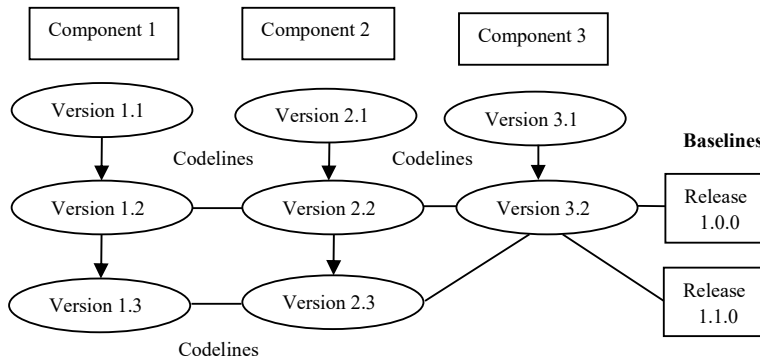 Component 1
Component 2
Component 3
Version 1.1
Version 2.1
Version 3.1
Codelines
Codelines
Baselines
Version 1.2
Version 2.2
Version 3.2
Release
1.0.0
Version 1.3
Version 2.3
Release
1.1.0
Codelines